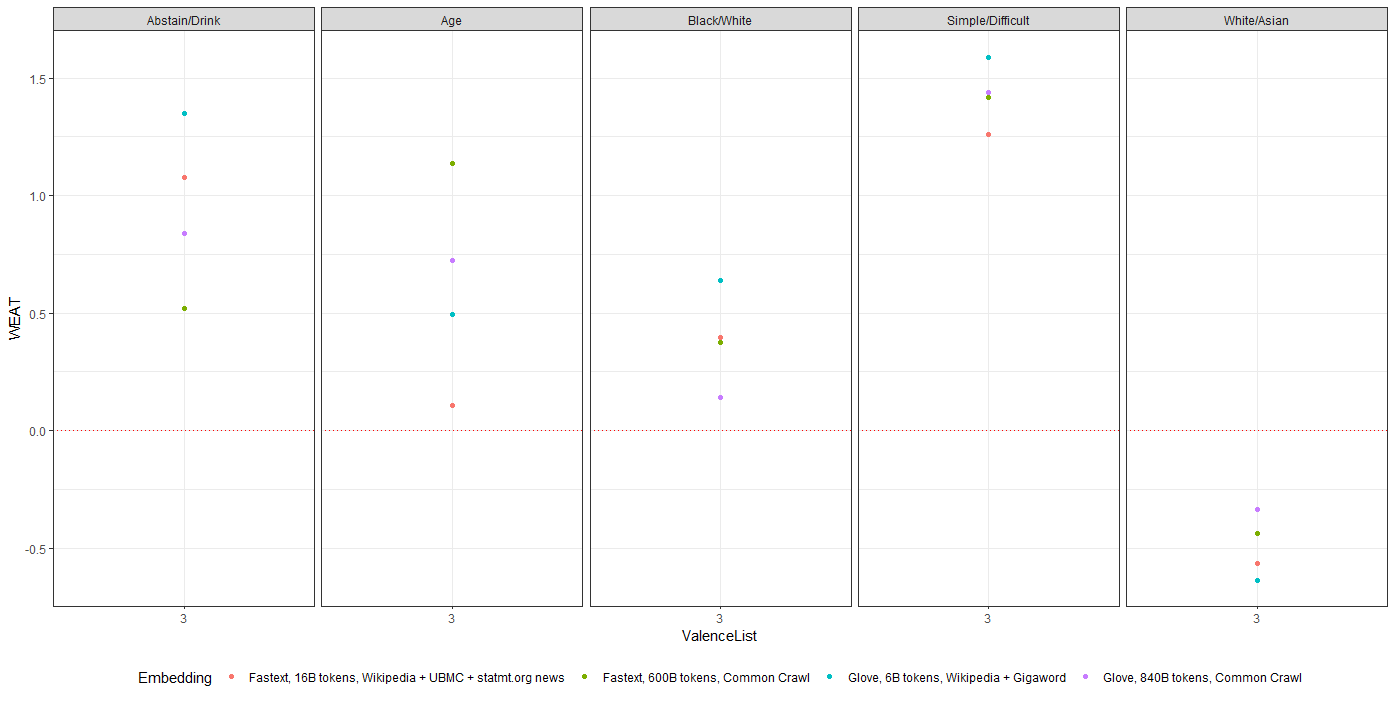 Abstain/Drink Age Black/White Simple/Difficult White/Asian
WEAT
1.5
1.0
0.5
0.0
-0.5
3 3 3 3 3
ValenceList
Embedding Fastext, 16B tokens, Wikipedia + UBMC + statmt.org news Fastext, 600B tokens, Common Crawl Glove, 6B tokens, Wikipedia + Gigaword Glove, 840B tokens, Common Crawl